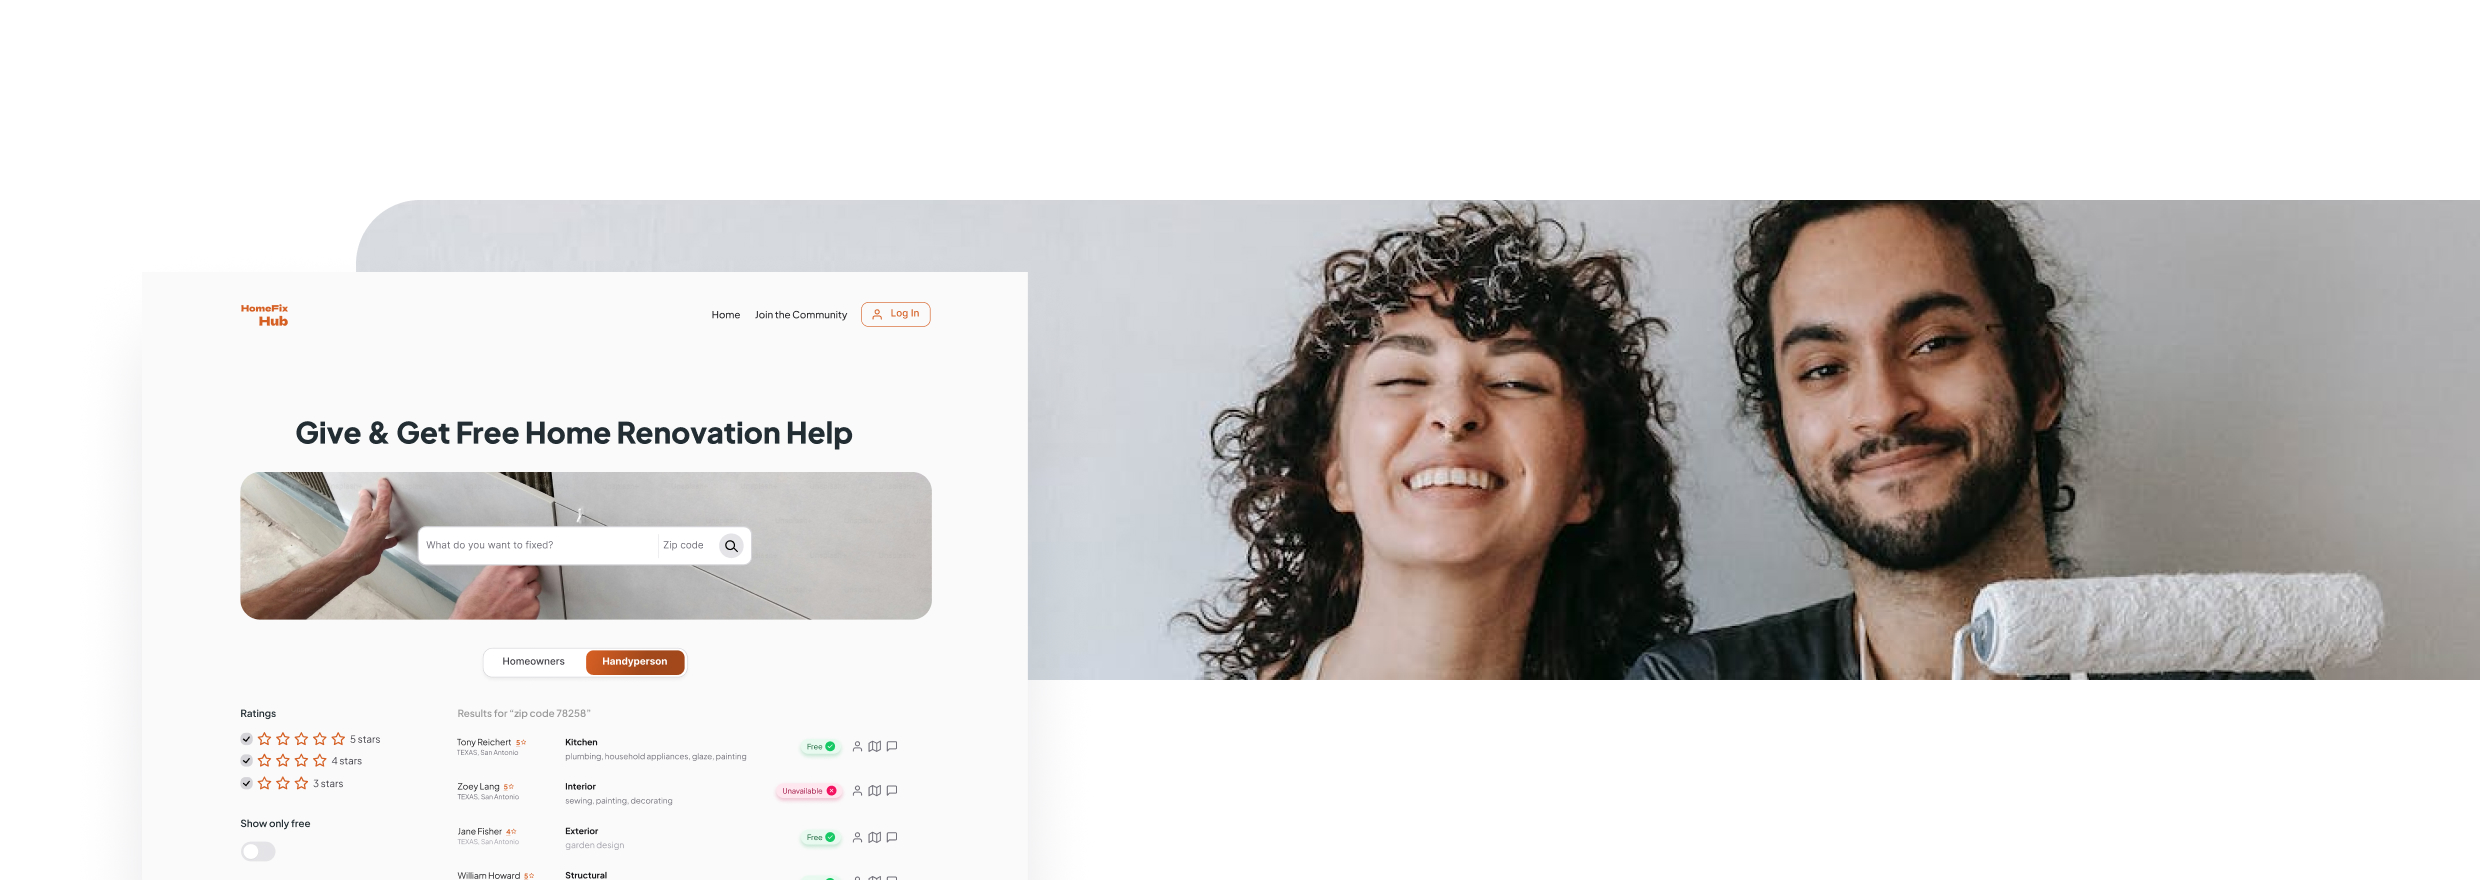 HomeFix
Hub
Home
Join the Community
Log In
Give & Get Free Home Renovation Help
What do you want to fixed?
Zip code
Homeowners
Handyperson
Ratings
5 stars
4 stars
3 stars
Show only free
Results for “zip code 78258”
Tony Reichert 5
TEXAS, San Antonio
Kitchen
plumbing, household appliances, glaze, painting
Free
Zoey Lang 5
TEXAS, San Antonio
Interior
sewing, painting, decorating
Unavailable
Jane Fisher 4
TEXAS, San Antonio
Exterior
garden design
Free
William Howard 5
Structural